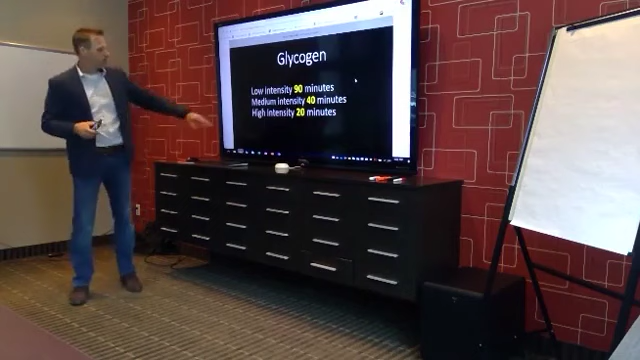 Glycogen
Low intensity 90 minutes
Medium intensity 40 minutes
High intensity 20 minutes